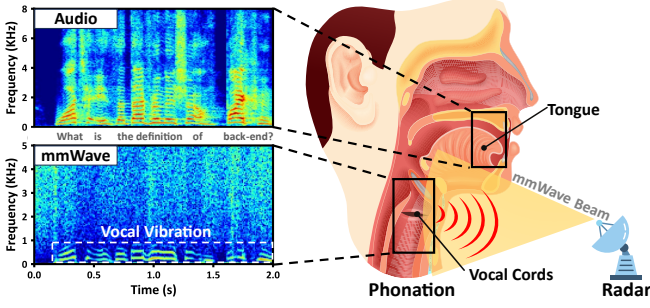 Audio
Frequency (KHz)
8
6
4
2
0
What is the definition of back-end?
mmWave
Frequency (KHz)
5
4
3
2
1
0
Vocal Vibration
0.0 0.5 1.0 1.5 2.0
Time (s)
Tongue
mmWave Beam
Vocal Cords
Phonation
Radar